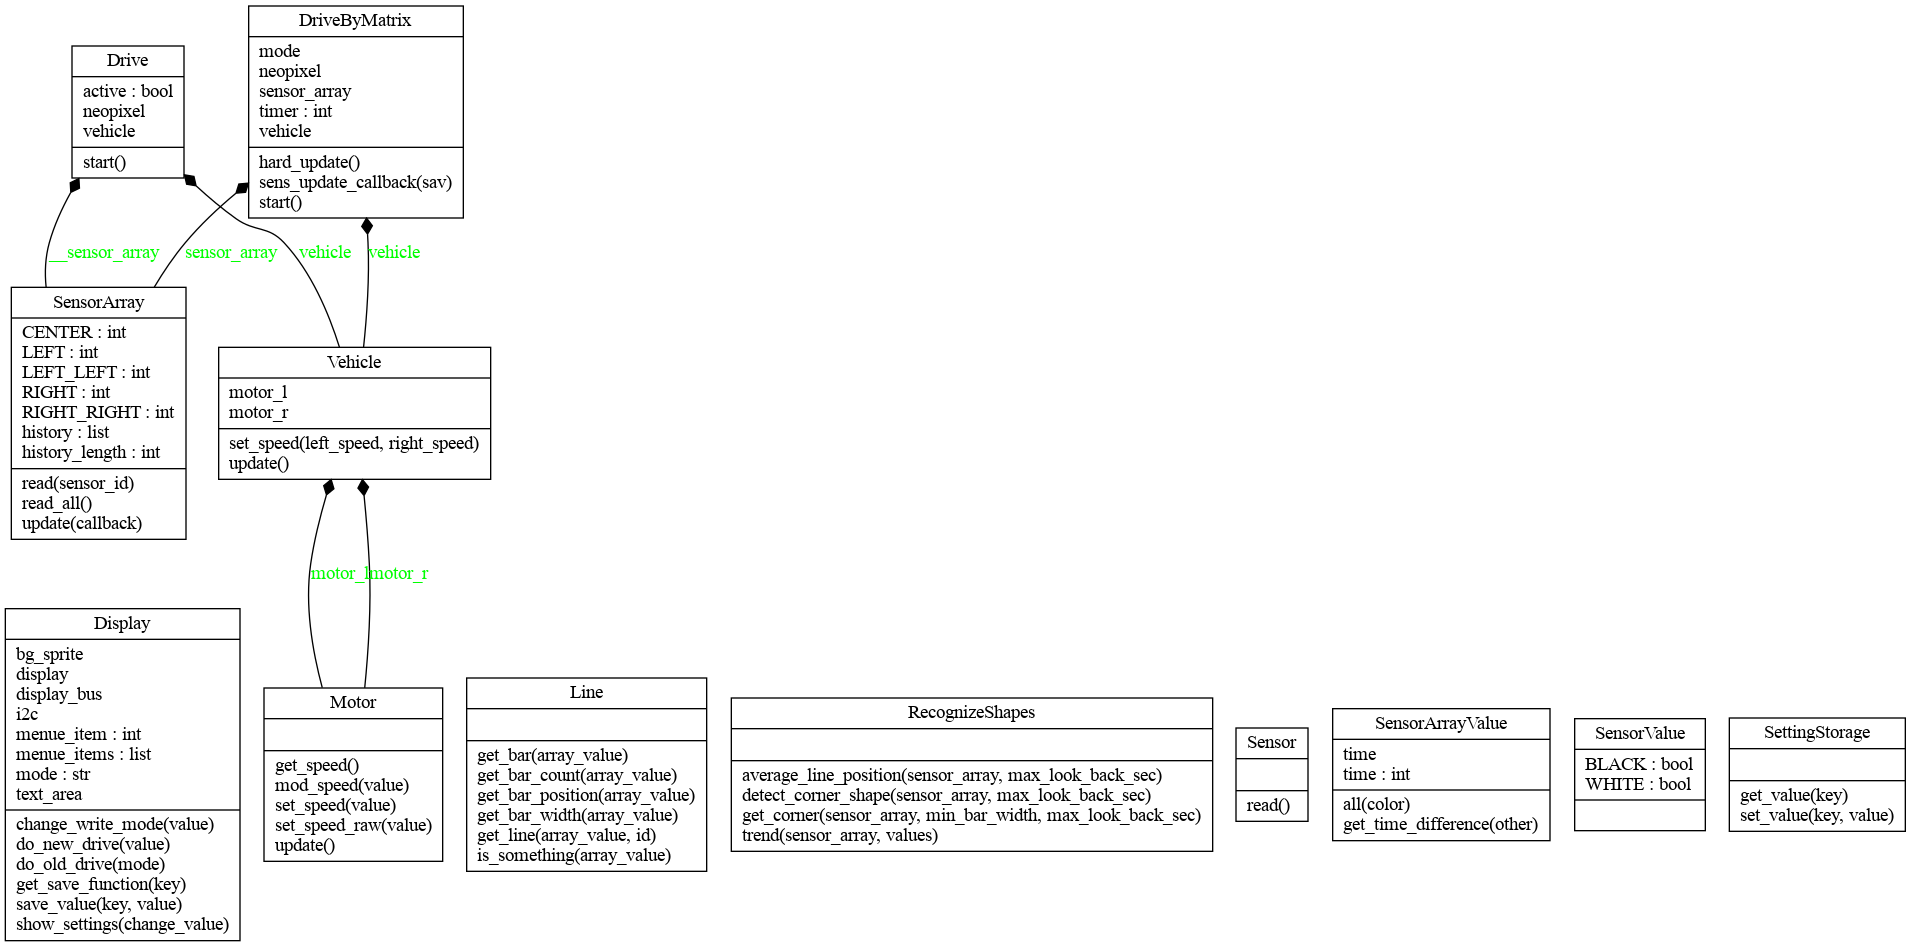 DriveByMatrix
mode
neopixel
sensor_array
timer : int
vehicle
hard_update()
sens_update_callback(sav)
start()
Drive
active : bool
neopixel
vehicle
start()
__sensor_array
sensor_array
vehicle
vehicle
SensorArray
CENTER : int
LEFT : int
LEFT_LEFT : int
RIGHT : int
RIGHT_RIGHT : int
history : list
history_length : int
read(sensor_id)
read_all()
update(callback)
Vehicle
motor_l
motor_r
set_speed(left_speed, right_speed)
update()
motor_l
motor_r
Display
bg_sprite
display
display_bus
i2c
menue_item : int
menue_items : list
mode : str
text_area
change_write_mode(value)
do_new_drive(value)
do_old_drive(mode)
get_save_function(key)
save_value(key, value)
show_settings(change_value)
Motor
get_speed()
mod_speed(value)
set_speed(value)
set_speed_raw(value)
update()
Line
get_bar(array_value)
get_bar_count(array_value)
get_bar_position(array_value)
get_bar_width(array_value)
get_line(array_value, id)
is_something(array_value)
RecognizeShapes
average_line_position(sensor_array, max_look_back_sec)
detect_corner_shape(sensor_array, max_look_back_sec)
get_corner(sensor_array, min_bar_width, max_look_back_sec)
trend(sensor_array, values)
Sensor
read()
SensorArrayValue
time
time : int
all(color)
get_time_difference(other)
SensorValue
BLACK : bool
WHITE : bool
SettingStorage
get_value(key)
set_value(key, value)